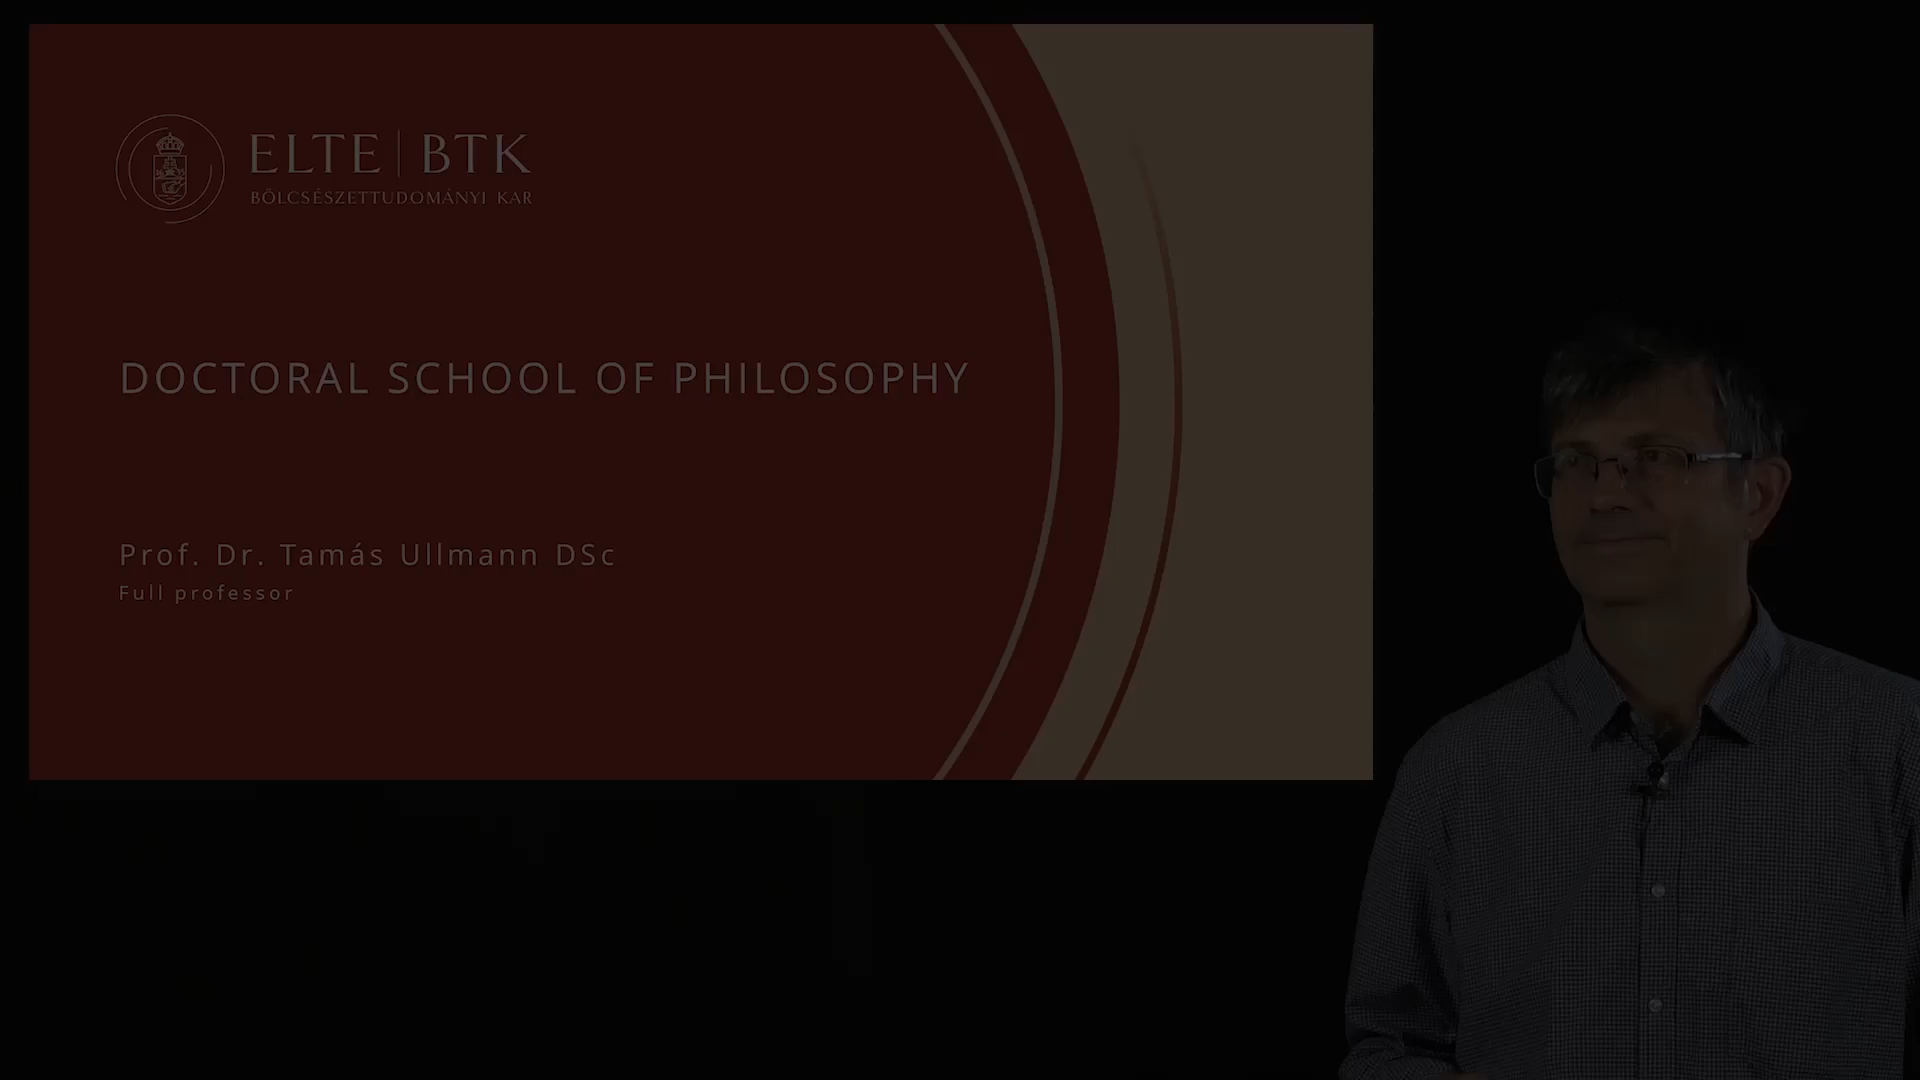 ELTE | BTK
BÖLCSÉSZETTUDOMÁNYI KAR
DOCTORAL SCHOOL OF PHILOSOPHY
Prof. Dr. Tamás Ullmann DSc
Full professor